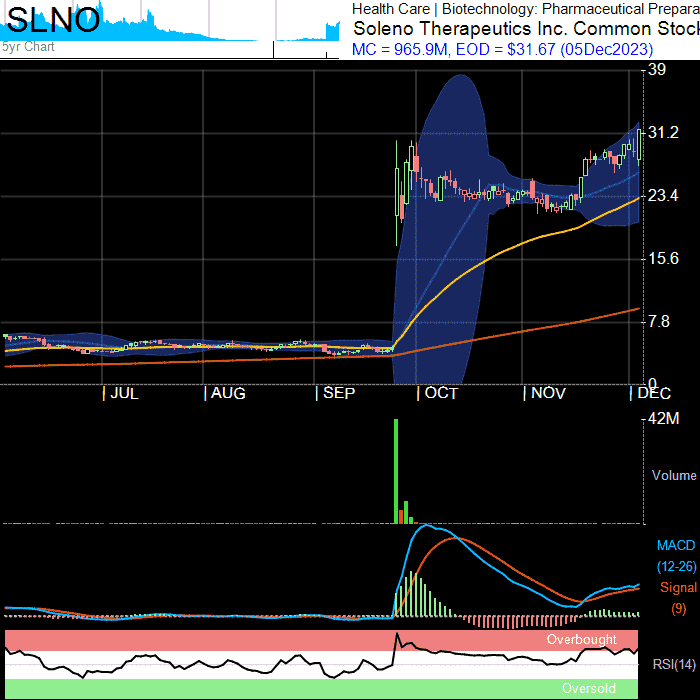 SLNO
5yr Chart
Health Care | Biotechnology: Pharmaceutical Prepara
Soleno Therapeutics Inc. Common Stock
MC = 965.9M, EOD = $31.67 (05Dec2023)
39
31.2
23.4
15.6
7.8
0
JUL AUG SEP OCT NOV DEC
42M
Volume
MACD
(12-26)
Signal
(9)
Overbought
RSI(14)
Oversold